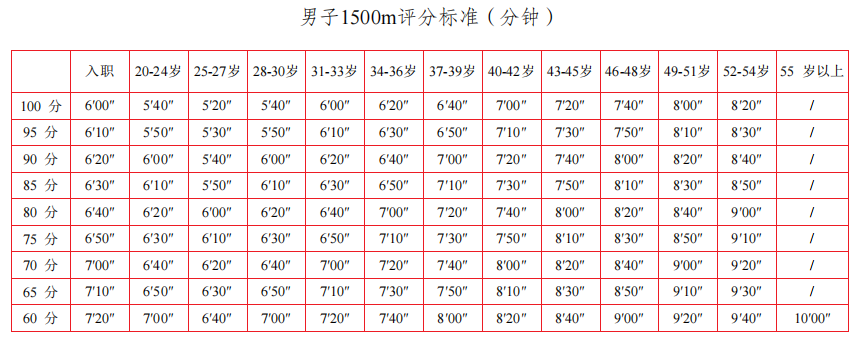 男子1500m评分标准（分钟）
入职 20-24岁 25-27岁 28-30岁 31-33岁 34-36岁 37-39岁 40-42岁 43-45岁 46-48岁 49-51岁 52-54岁 55 岁以上
100 分 6′00″ 5′40″ 5′20″ 5′40″ 6′00″ 6′20″ 6′40″ 7′00″ 7′20″ 7′40″ 8′00″ 8′20″ /
95 分 6′10″ 5′50″ 5′30″ 5′50″ 6′10″ 6′30″ 6′50″ 7′10″ 7′30″ 7′50″ 8′10″ 8′30″ /
90 分 6′20″ 6′00″ 5′40″ 6′00″ 6′20″ 6′40″ 7′00″ 7′20″ 7′40″ 8′00″ 8′20″ 8′40″ /
85 分 6′30″ 6′10″ 5′50″ 6′10″ 6′30″ 6′50″ 7′10″ 7′30″ 7′50″ 8′10″ 8′30″ 8′50″ /
80 分 6′40″ 6′20″ 6′00″ 6′20″ 6′40″ 7′00″ 7′20″ 7′40″ 8′00″ 8′20″ 8′40″ 9′00″ /
75 分 6′50″ 6′30″ 6′10″ 6′30″ 6′50″ 7′10″ 7′30″ 7′50″ 8′10″ 8′30″ 8′50″ 9′10″ /
70 分 7′00″ 6′40″ 6′20″ 6′40″ 7′00″ 7′20″ 7′40″ 8′00″ 8′20″ 8′40″ 9′00″ 9′20″ /
65 分 7′10″ 6′50″ 6′30″ 6′50″ 7′10″ 7′30″ 7′50″ 8′10″ 8′30″ 8′50″ 9′10″ 9′30″ /
60 分 7′20″ 7′00″ 6′40″ 7′00″ 7′20″ 7′40″ 8′00″ 8′20″ 8′40″ 9′00″ 9′20″ 9′40″ 10′00″